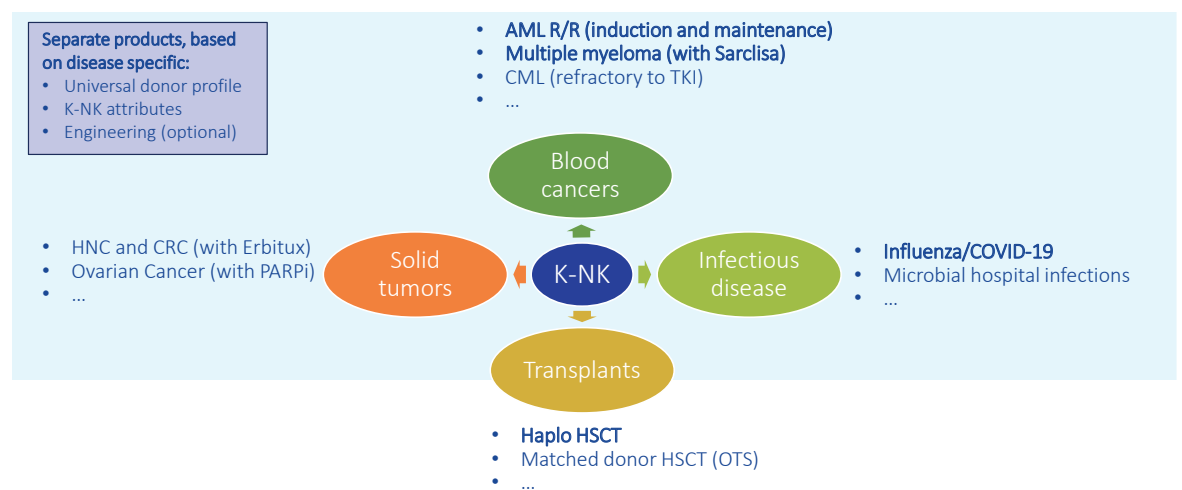 Separate products, based
on disease specific:
• Universal donor profile
• K-NK attributes
• Engineering (optional)
• AML R/R (induction and maintenance)
• Multiple myeloma (with Sarclisa)
• CML (refractory to TKI)
• ...
Blood
cancers
• HNC and CRC (with Erbitux)
• Ovarian Cancer (with PARPi)
• ...
Solid
tumors
K-NK
Infectious
disease
• Influenza/COVID-19
• Microbial hospital infections
• ...
Transplants
• Haplo HSCT
• Matched donor HSCT (OTS)
• ...